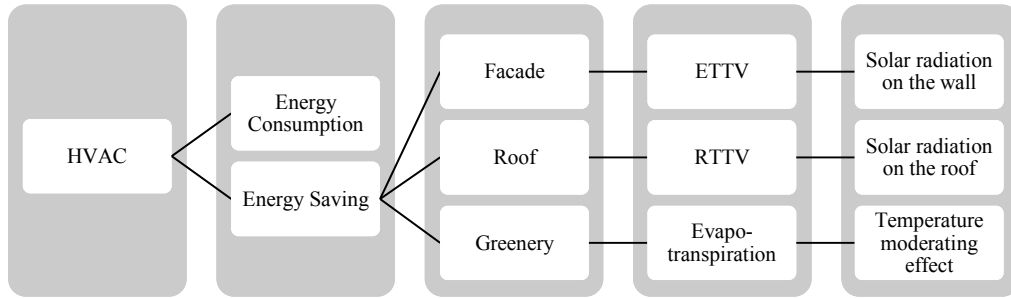 HVAC
Energy
Consumption
Energy Saving
Facade
Roof
Greenery
ETTV
RTTV
Evapo-
transpiration
Solar radiation
on the wall
Solar radiation
on the roof
Temperature
moderating
effect